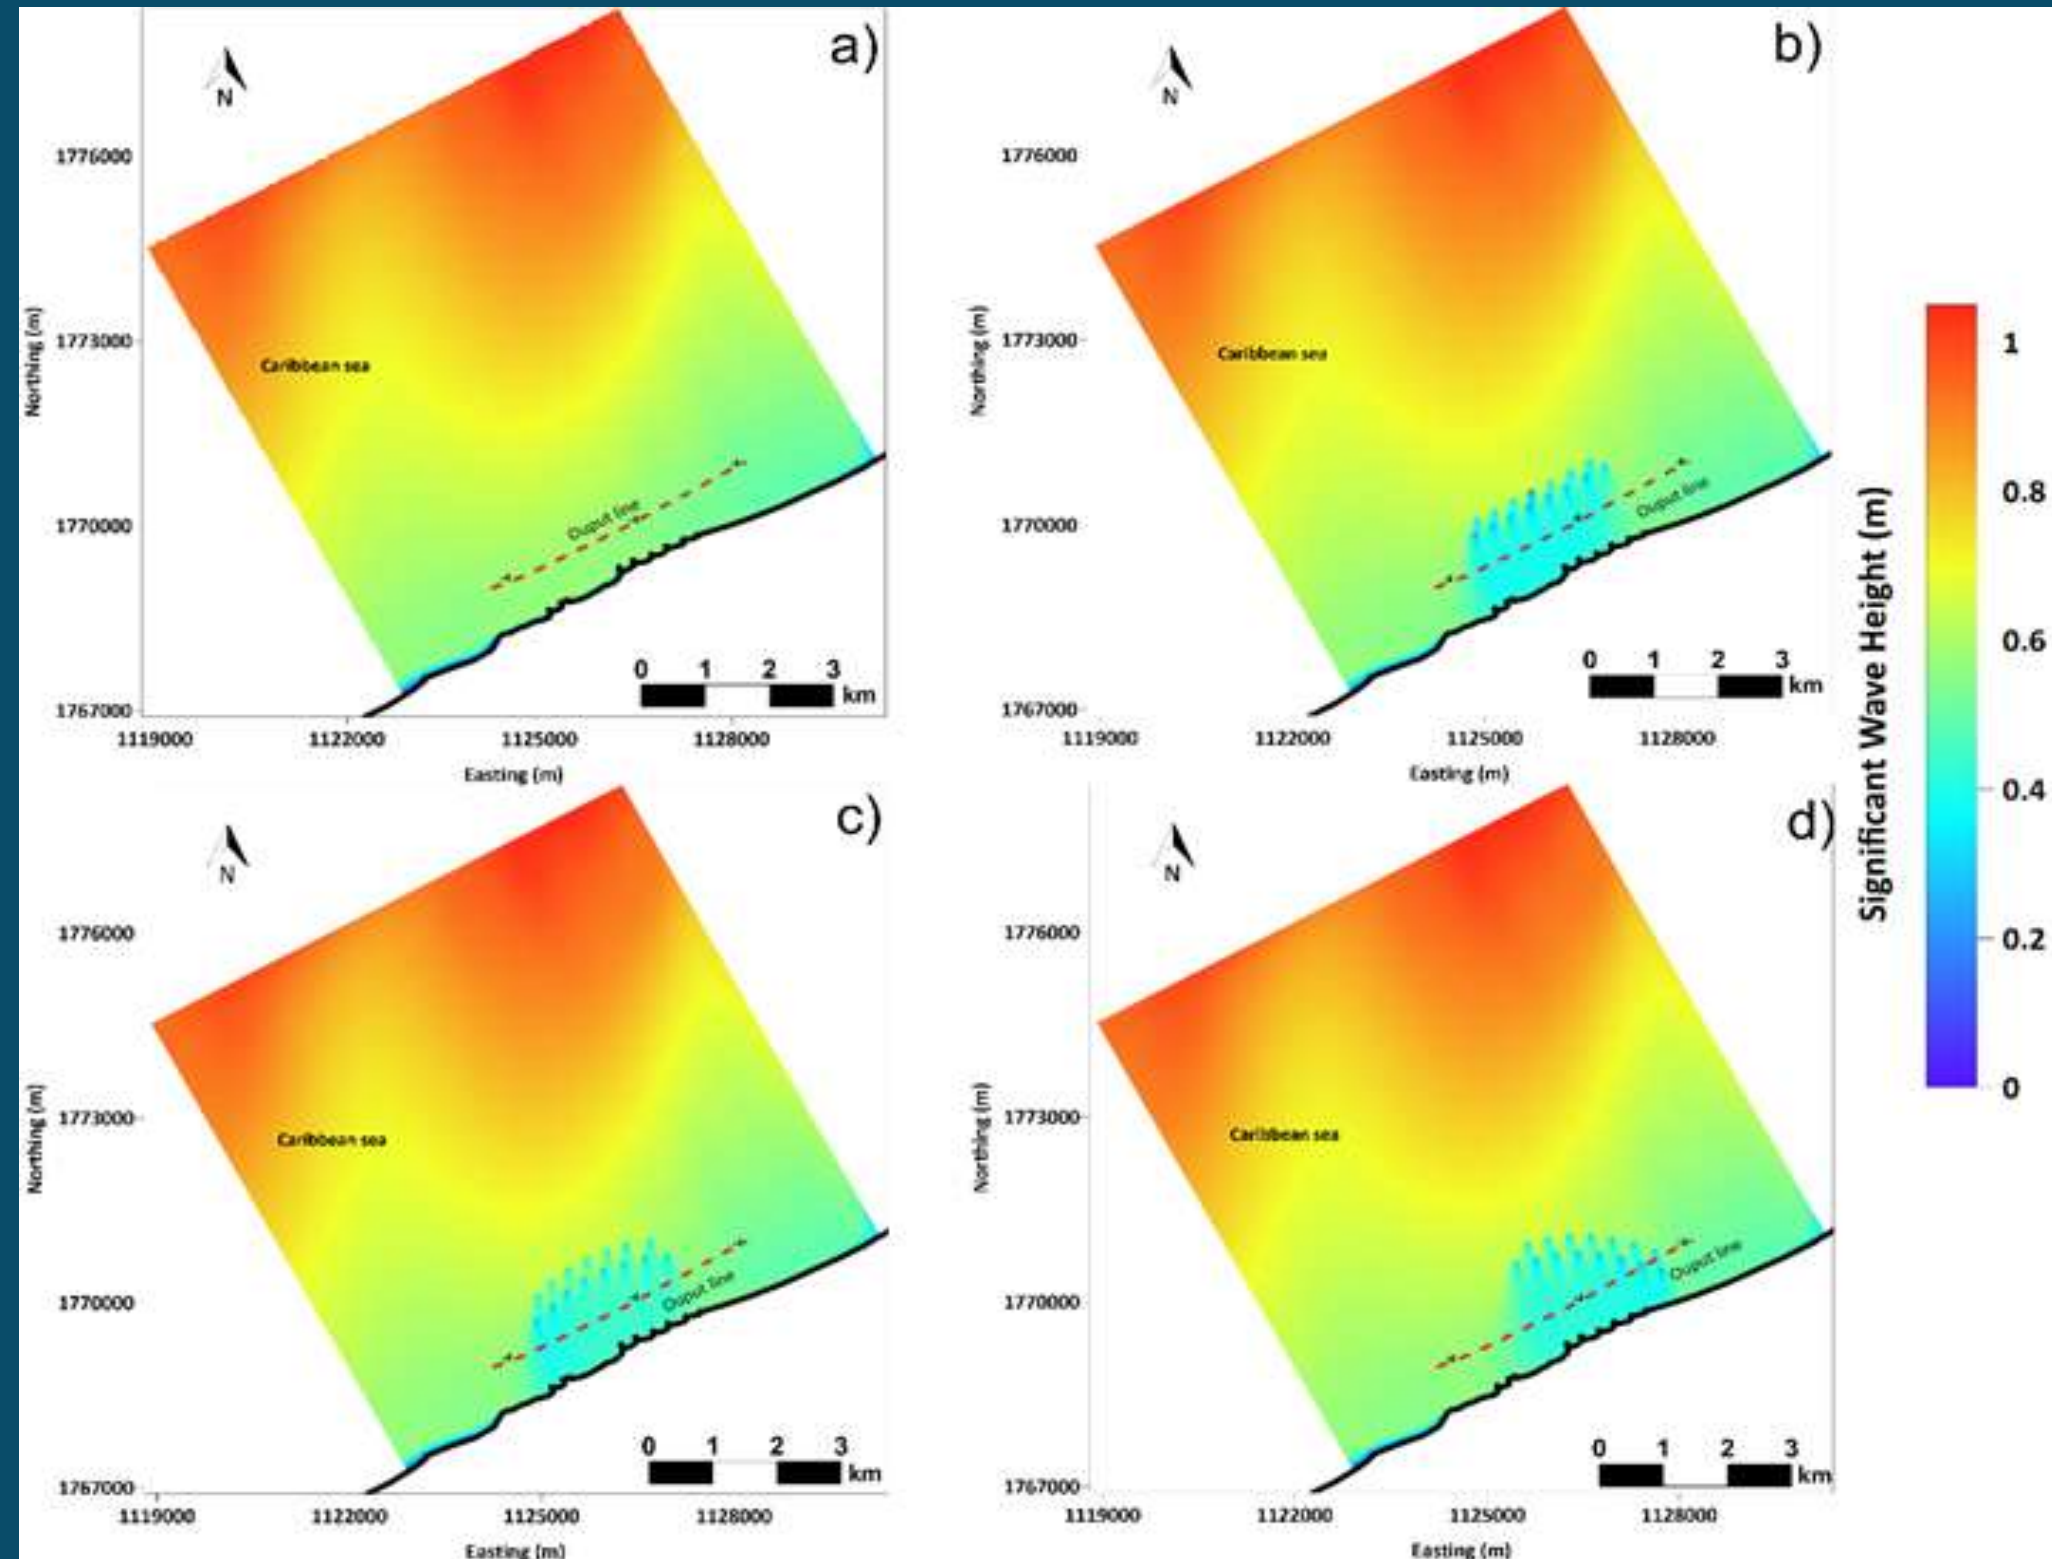 a)
N
1776000
1773000
1770000
1767000
Northing (m)
Caribbean sea
Ouput line
0 1 2 3
km
1119000 1122000 1125000 1128000
Easting (m)
b)
N
1776000
1773000
1770000
1767000
Northing (m)
Caribbean sea
Ouput line
0 1 2 3
km
1119000 1122000 1125000 1128000
Easting (m)
c)
N
1776000
1773000
1770000
1767000
Northing (m)
Caribbean sea
Ouput line
0 1 2 3
km
1119000 1122000 1125000 1128000
Easting (m)
d)
N
1776000
1773000
1770000
1767000
Northing (m)
Caribbean sea
Ouput line
0 1 2 3
km
1119000 1122000 1125000 1128000
Easting (m)
Significant Wave Height (m)
1
0.8
0.6
0.4
0.2
0